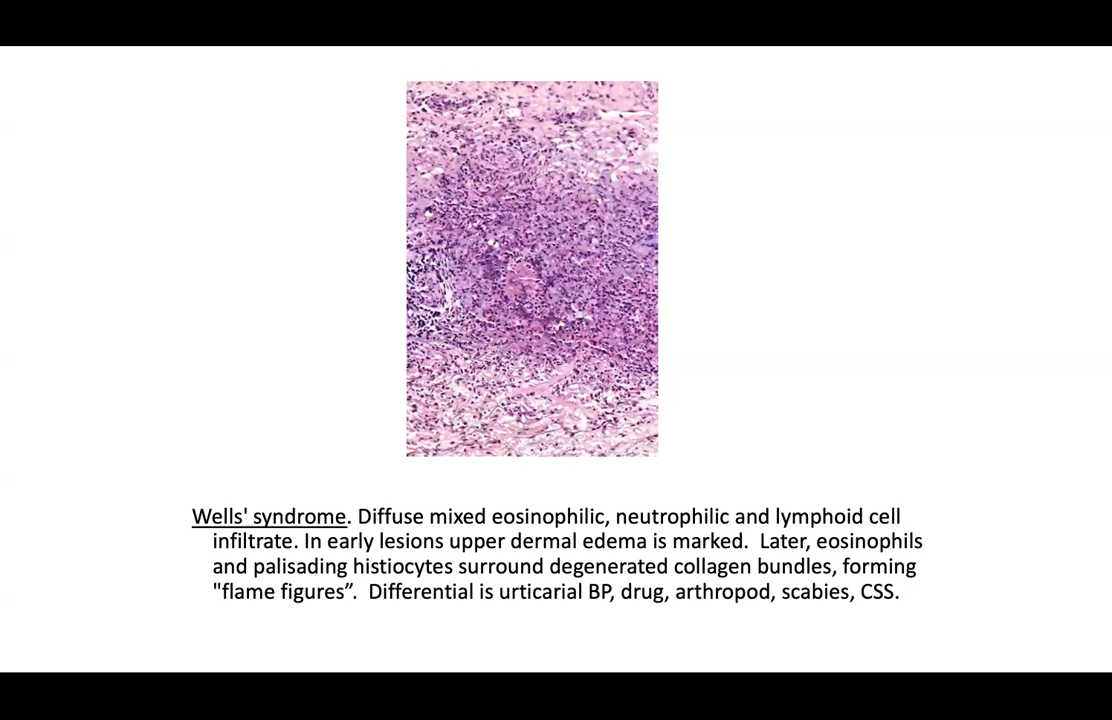 Wells' syndrome. Diffuse mixed eosinophilic, neutrophilic and lymphoid cell
infiltrate. In early lesions upper dermal edema is marked.  Later, eosinophils
and palisading histiocytes surround degenerated collagen bundles, forming
"flame figures”.  Differential is urticarial BP, drug, arthropod, scabies, CSS.